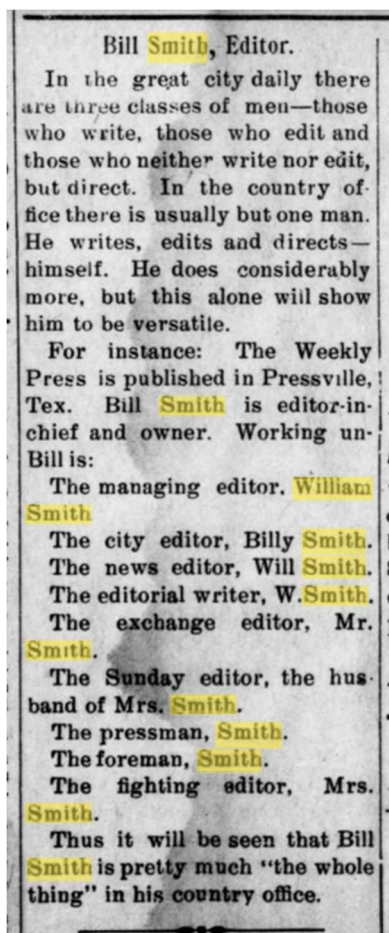 Bill Smith, Editor.
In the great city daily there
are three classes of men—those
who write, those who edit and
those who neither write nor edit,
but direct. In the country of-
fice there is usually but one man.
He writes, edits and directs—
himself. He does considerably
more, but this alone will show
him to be versatile.
For instance: The Weekly
Press is published in Pressville,
Tex. Bill Smith is editor-in-
chief and owner. Working un-
Bill is:
The managing editor, William
Smith
The city editor, Billy Smith.
The news editor, Will Smith.
The editorial writer, W. Smith.
The exchange editor, Mr.
Smith.
The Sunday editor, the hus-
band of Mrs. Smith.
The pressman, Smith.
The foreman, Smith.
The fighting editor, Mrs.
Smith.
Thus it will be seen that Bill
Smith is pretty much "the whole
thing" in his country office.